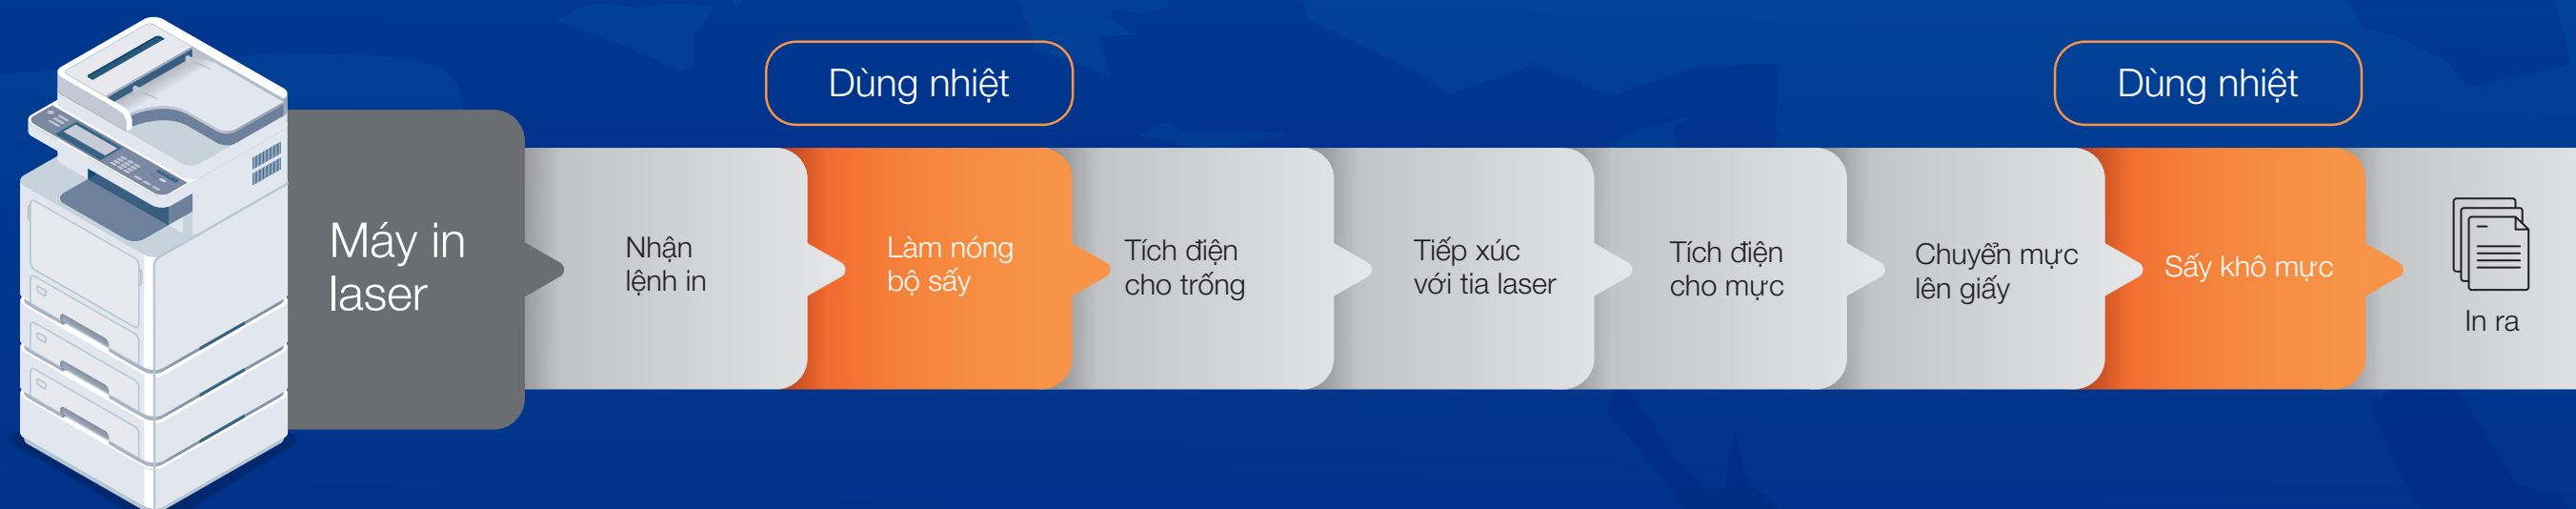 Dùng nhiệt
Dùng nhiệt
Máy in
laser
Nhận
lệnh in
Làm nóng
bộ sấy
Tích điện
cho trống
Tiếp xúc
với tia laser
Tích điện
cho mực
Chuyển mực
lên giấy
Sấy khô mực
In ra